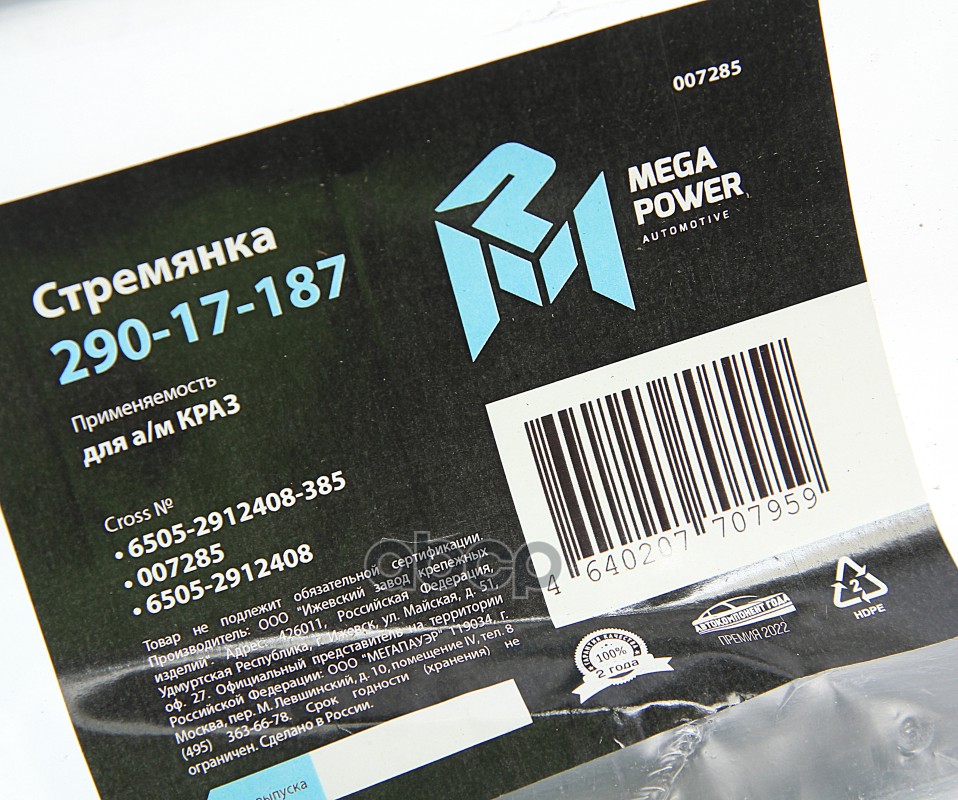 007285
MEGA
POWER
AUTOMOTIVE
Стремянка
290-17-187
Применяемость
для а/м КРАЗ
Cross №
• 6505-2912408-385
• 007285
• 6505-2912408
Товар не подлежит обязательной сертификации.
Производитель: ООО "Ижевский завод крепежных
изделий". Адрес: 426011, Российская Федерация,
Удмуртская Республика, г. Ижевск, ул. Майская, д. 51,
оф. 27. Официальный представитель на территории
Российской Федерации: ООО "МЕГАПАУЭР" 119034, г.
Москва, пер. М. Левшинский, д. 10, помещение IV, тел. 8
(495) 363-66-78. Срок годности (хранения) не
ограничен. Сделано в России.
выпуска
4 640207 707959
100%
2 года
АВТОКОМПОНЕНТ ГОДА
ПРЕМИЯ 2022
2
HDPE